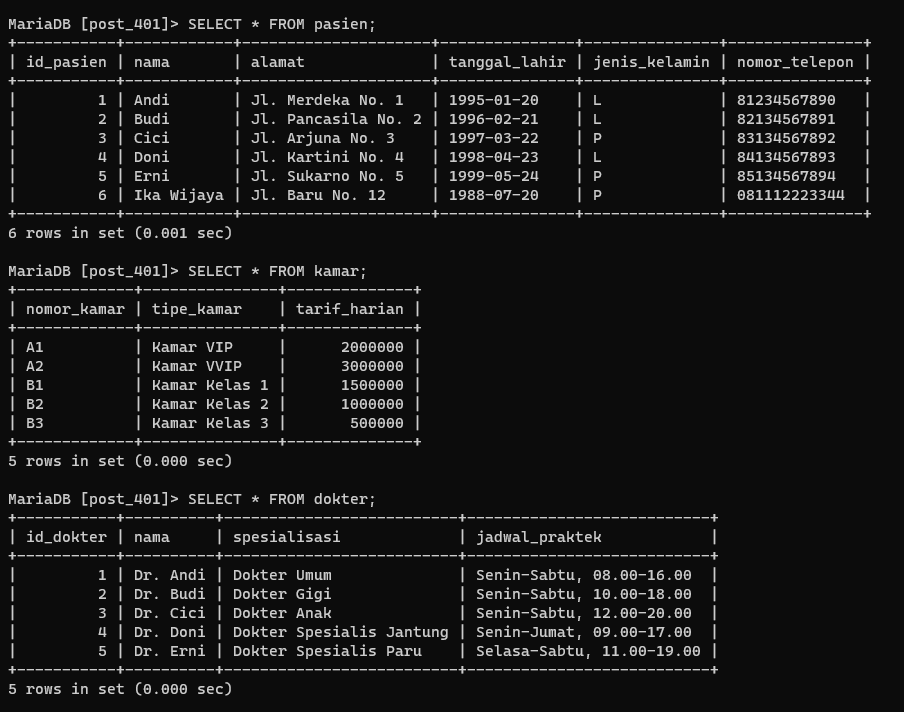 MariaDB [post_401]> SELECT * FROM pasien;
+-----------+-------------+----------------------+---------------+---------------+---------------+
| id_pasien | nama        | alamat               | tanggal_lahir | jenis_kelamin | nomor_telepon |
+-----------+-------------+----------------------+---------------+---------------+---------------+
|         1 | Andi        | Jl. Merdeka No. 1    | 1995-01-20    | L             | 81234567890   |
|         2 | Budi        | Jl. Pancasila No. 2  | 1996-02-21    | L             | 82134567891   |
|         3 | Cici        | Jl. Arjuna No. 3     | 1997-03-22    | P             | 83134567892   |
|         4 | Doni        | Jl. Kartini No. 4    | 1998-04-23    | L             | 84134567893   |
|         5 | Erni        | Jl. Sukarno No. 5    | 1999-05-24    | P             | 85134567894   |
|         6 | Ika Wijaya  | Jl. Baru No. 12      | 1988-07-20    | P             | 081112223344  |
+-----------+-------------+----------------------+---------------+---------------+---------------+
6 rows in set (0.001 sec)
MariaDB [post_401]> SELECT * FROM kamar;
+-------------+---------------+--------------+
| nomor_kamar | tipe_kamar    | tarif_harian |
+-------------+---------------+--------------+
| A1          | Kamar VIP     |      2000000 |
| A2          | Kamar VVIP    |      3000000 |
| B1          | Kamar Kelas 1 |      1500000 |
| B2          | Kamar Kelas 2 |      1000000 |
| B3          | Kamar Kelas 3 |       500000 |
+-------------+---------------+--------------+
5 rows in set (0.000 sec)
MariaDB [post_401]> SELECT * FROM dokter;
+-----------+----------+--------------------------+---------------------------+
| id_dokter | nama     | spesialisasi             | jadwal_praktek            |
+-----------+----------+--------------------------+---------------------------+
|         1 | Dr. Andi | Dokter Umum              | Senin-Sabtu, 08.00-16.00  |
|         2 | Dr. Budi | Dokter Gigi              | Senin-Sabtu, 10.00-18.00  |
|         3 | Dr. Cici | Dokter Anak              | Senin-Sabtu, 12.00-20.00  |
|         4 | Dr. Doni | Dokter Spesialis Jantung | Senin-Jumat, 09.00-17.00  |
|         5 | Dr. Erni | Dokter Spesialis Paru    | Selasa-Sabtu, 11.00-19.00 |
+-----------+----------+--------------------------+---------------------------+
5 rows in set (0.000 sec)